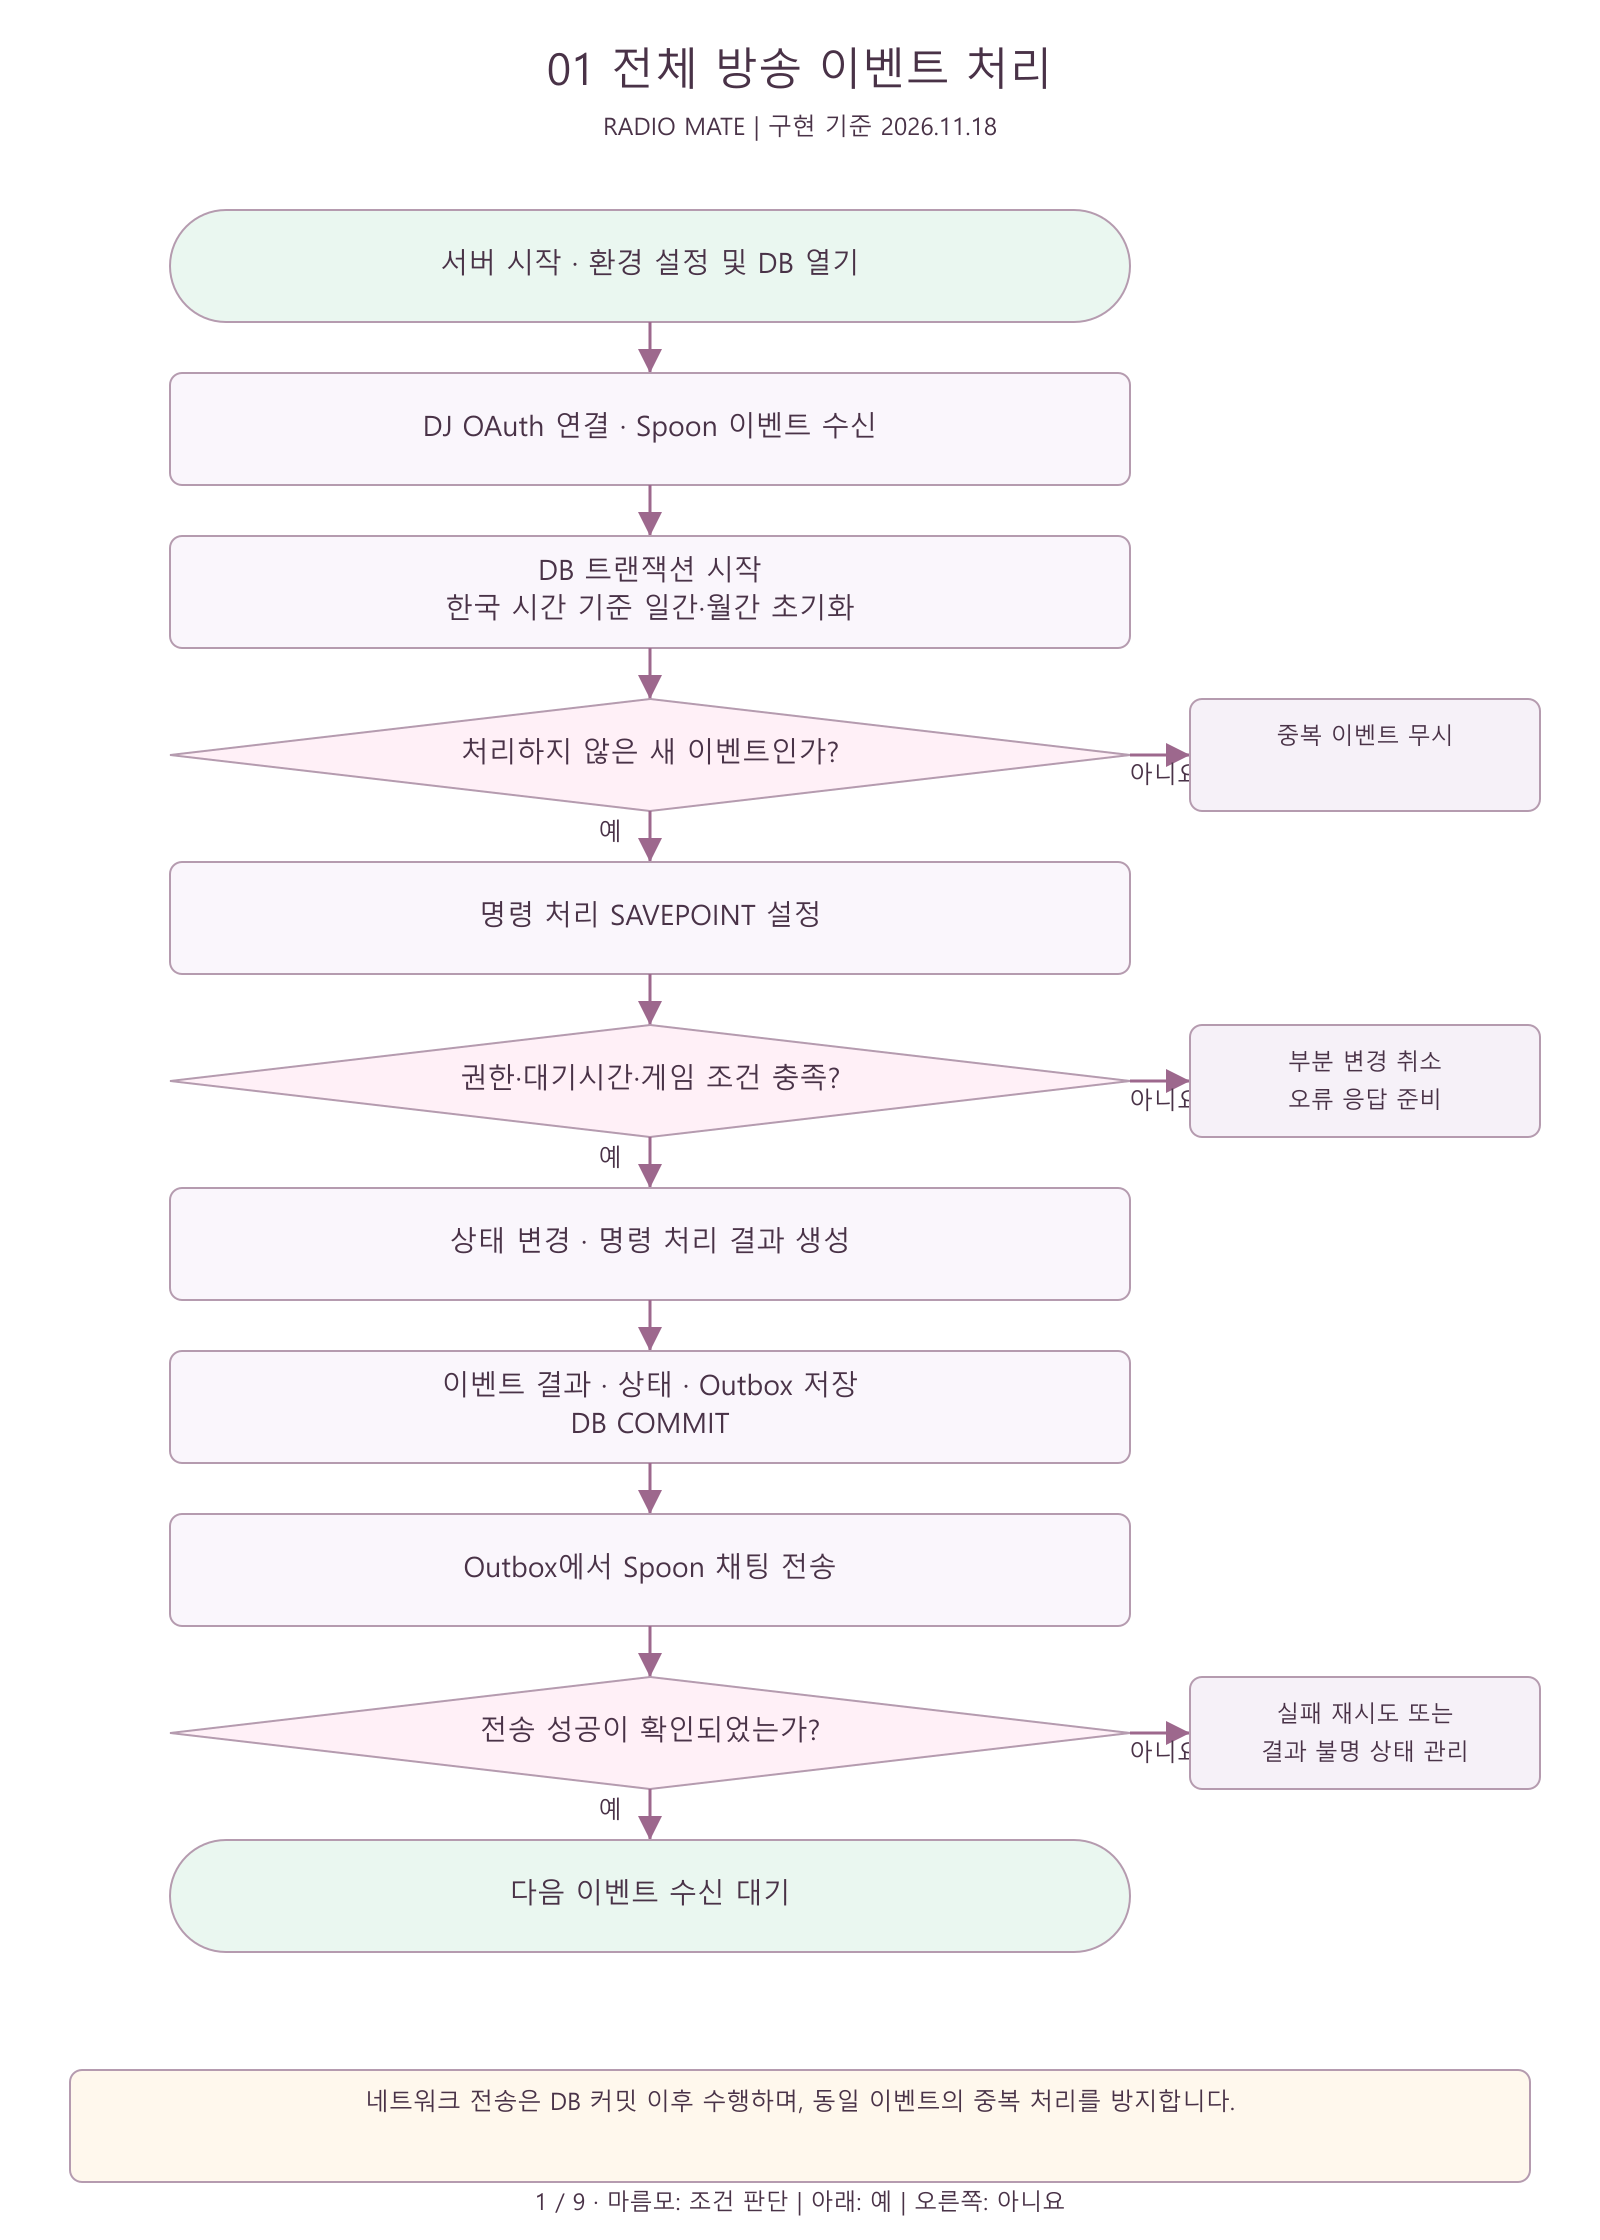 01 전체 방송 이벤트 처리
RADIO MATE | 구현 기준 2026.11.18
서버 시작 · 환경 설정 및 DB 열기
DJ OAuth 연결 · Spoon 이벤트 수신
DB 트랜잭션 시작
한국 시간 기준 일간·월간 초기화
처리하지 않은 새 이벤트인가?
아니요
중복 이벤트 무시
예
명령 처리 SAVEPOINT 설정
권한·대기시간·게임 조건 충족?
아니요
부분 변경 취소
오류 응답 준비
예
상태 변경 · 명령 처리 결과 생성
이벤트 결과 · 상태 · Outbox 저장
DB COMMIT
Outbox에서 Spoon 채팅 전송
전송 성공이 확인되었는가?
아니요
실패 재시도 또는
결과 불명 상태 관리
예
다음 이벤트 수신 대기
네트워크 전송은 DB 커밋 이후 수행하며, 동일 이벤트의 중복 처리를 방지합니다.
1 / 9 · 마름모: 조건 판단 | 아래: 예 | 오른쪽: 아니요